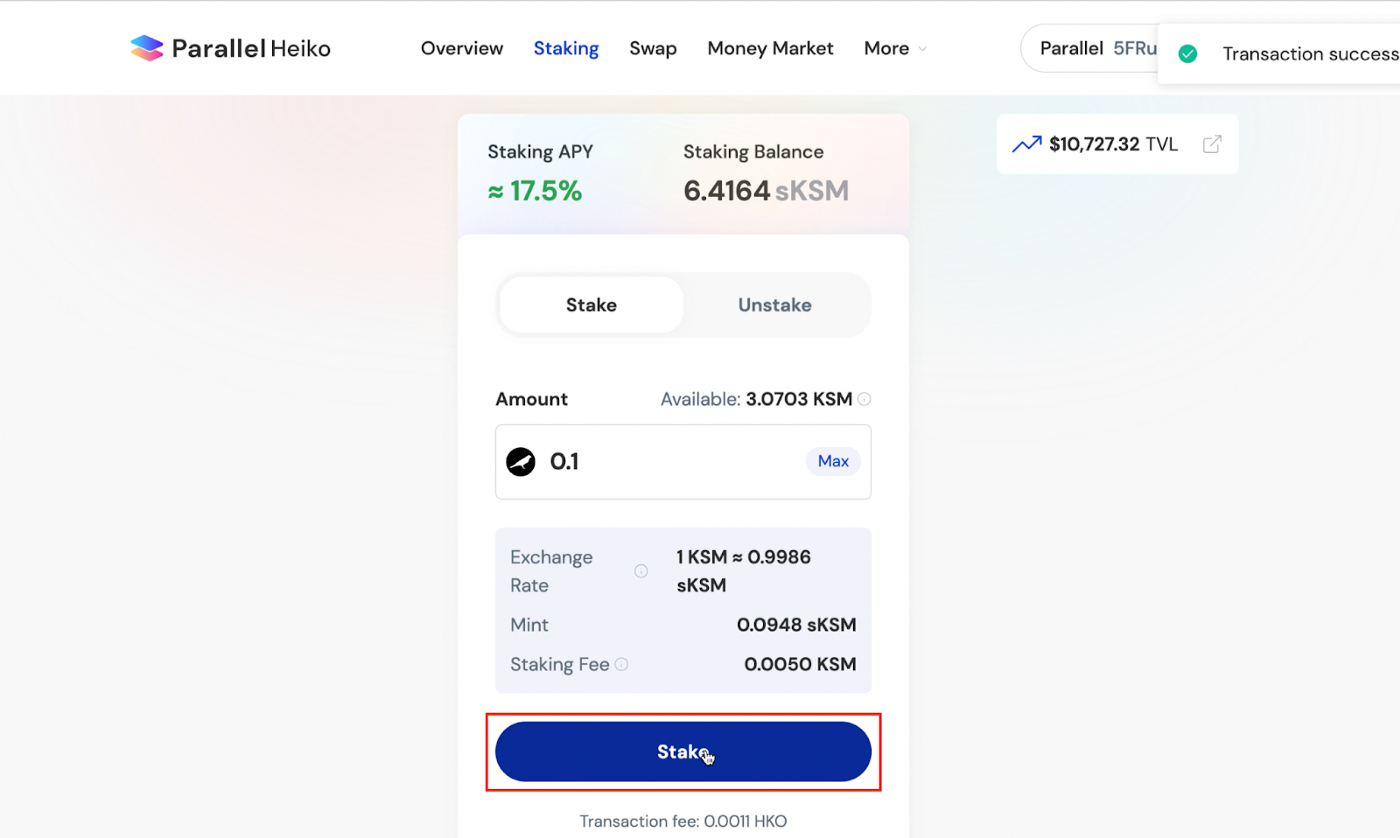 Parallel Heiko
Overview Staking Swap Money Market More
Parallel 5FRu
Transaction success
Staking APY
≈ 17.5%
Staking Balance
6.4164 sKSM
$10,727.32 TVL
Stake Unstake
Amount Available: 3.0703 KSM
0.1 Max
Exchange Rate 1 KSM ≈ 0.9986 sKSM
Mint 0.0948 sKSM
Staking Fee 0.0050 KSM
Stake
Transaction fee: 0.0011 HKO